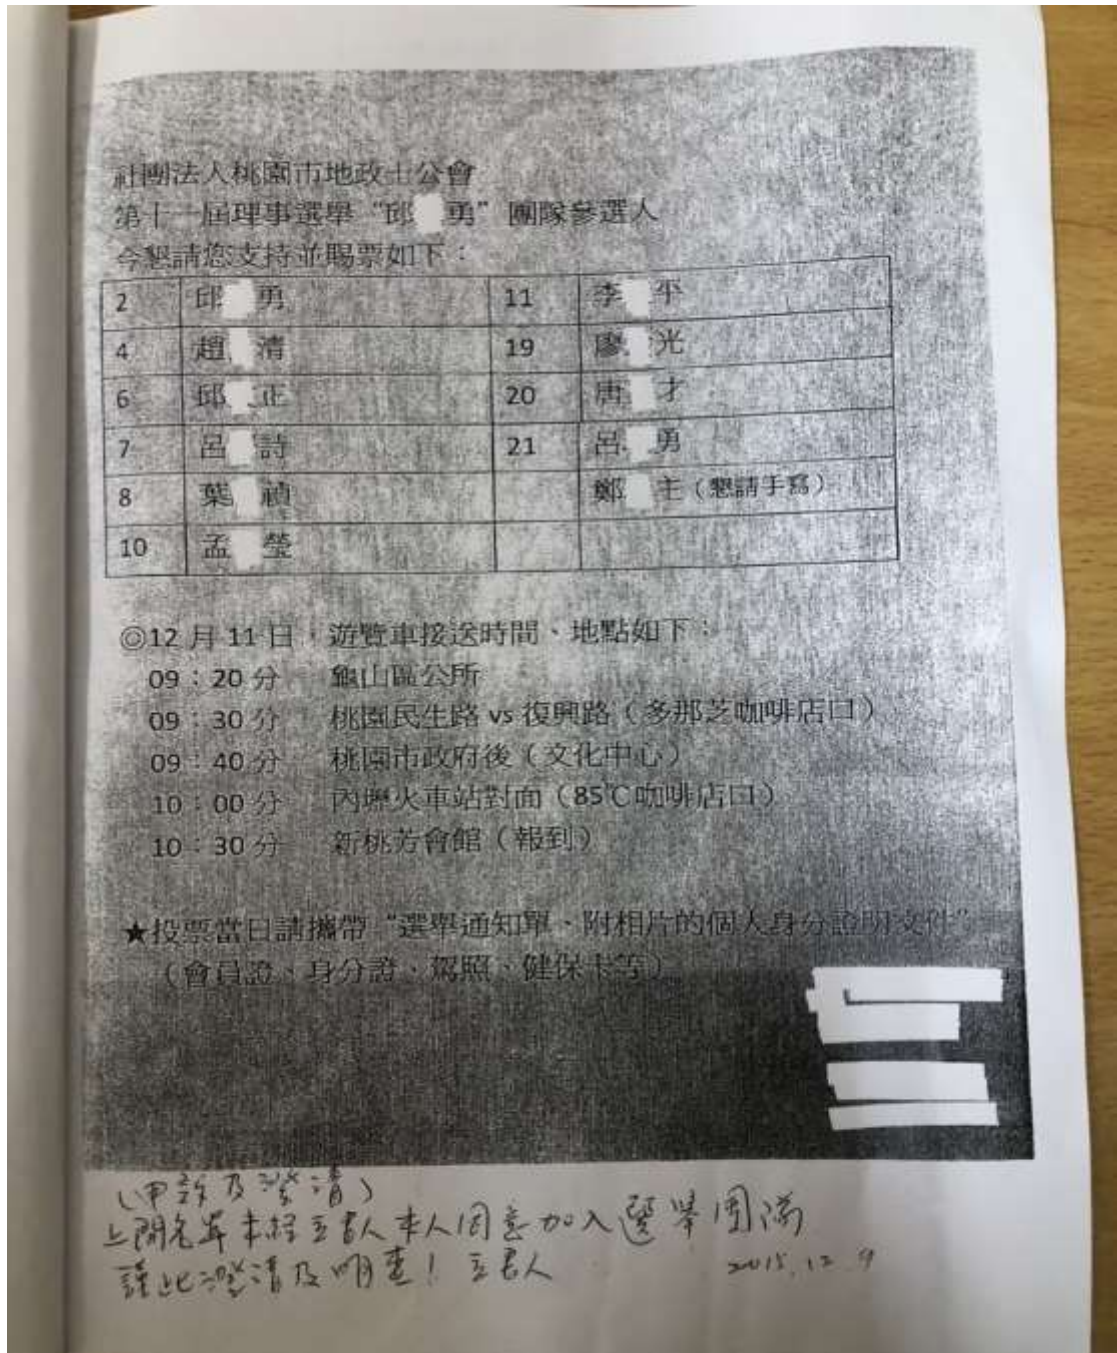 社團法人桃園市地政士公會
第十一屆理事選舉“邱 勇”團隊參選人
今懇請您支持並賜票如下：
2 邱 勇 11 李 平
4 趙 清 19 廖 光
6 邱 正 20 唐 才
7 呂 詩 21 呂 勇
8 葉 禎 鄭 主（懇請手寫）
10 孟 瑩
◎12 月 11 日，遊覽車接送時間、地點如下：
09：20 分 龜山區公所
09：30 分 桃園民生路 vs 復興路（多那芝咖啡店口）
09：40 分 桃園市政府後（文化中心）
10：00 分 內壢火車站對面（85℃咖啡店口）
10：30 分 新桃芳會館（報到）
★投票當日請攜帶“選舉通知單、附相片的個人身分證明文件”
（會員證、身分證、駕照、健保卡等）
（申訴及澄清）
上開名單未經立書人本人同意加入選舉團隊
謹此澄清及明查！立書人 2015.12.9